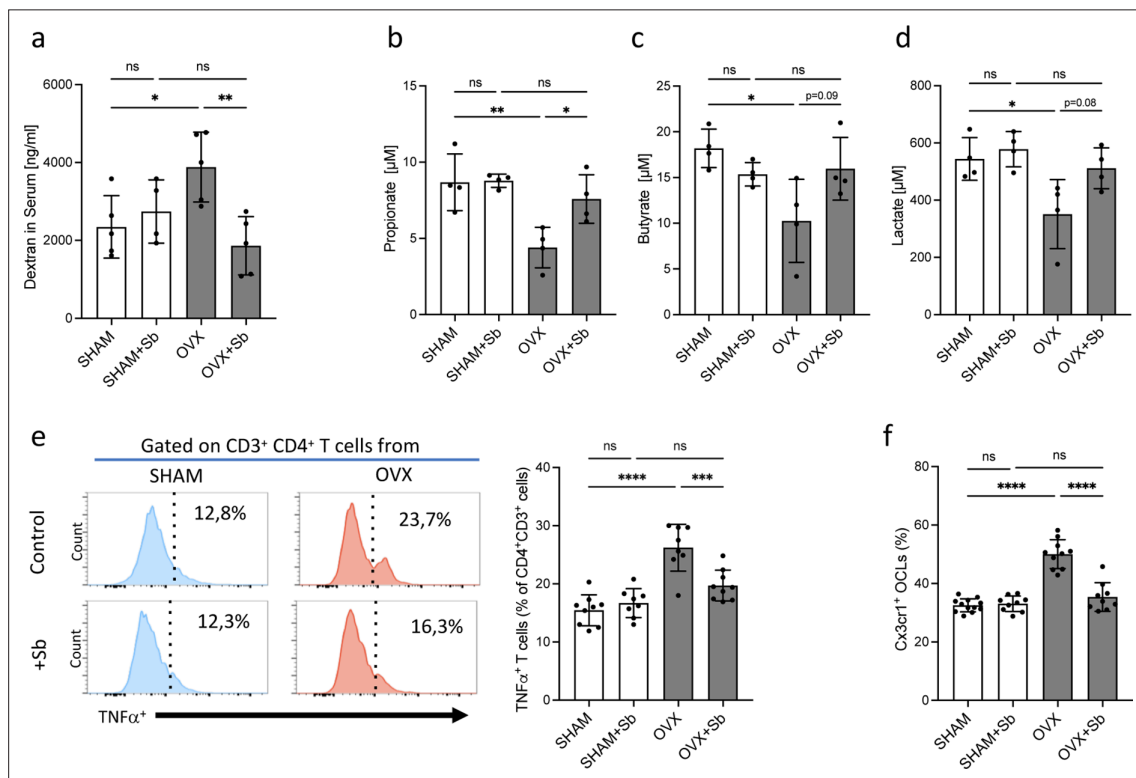 a
ns
ns
*
**
6000
4000
2000
0
Dextran in Serum [ng/ml]
SHAM
SHAM+Sb
OVX
OVX+Sb
b
ns
ns
**
*
15
10
5
0
Propionate [µM]
SHAM
SHAM+Sb
OVX
OVX+Sb
c
ns
ns
*
p=0.09
25
20
15
10
5
0
Butyrate [µM]
SHAM
SHAM+Sb
OVX
OVX+Sb
d
ns
ns
*
p=0.08
800
600
400
200
0
Lactate [µM]
SHAM
SHAM+Sb
OVX
OVX+Sb
e
Gated on CD3⁺ CD4⁺ T cells from
SHAM
OVX
Control
Count
12,8%
23,7%
+Sb
Count
12,3%
16,3%
TNFα⁺
ns
ns
****
***
40
30
20
10
0
TNFα⁺ T cells (% of CD4⁺CD3⁺ cells)
SHAM
SHAM+Sb
OVX
OVX+Sb
f
ns
ns
****
****
80
60
40
20
0
Cx3cr1⁺ OCLs (%)
SHAM
SHAM+Sb
OVX
OVX+Sb